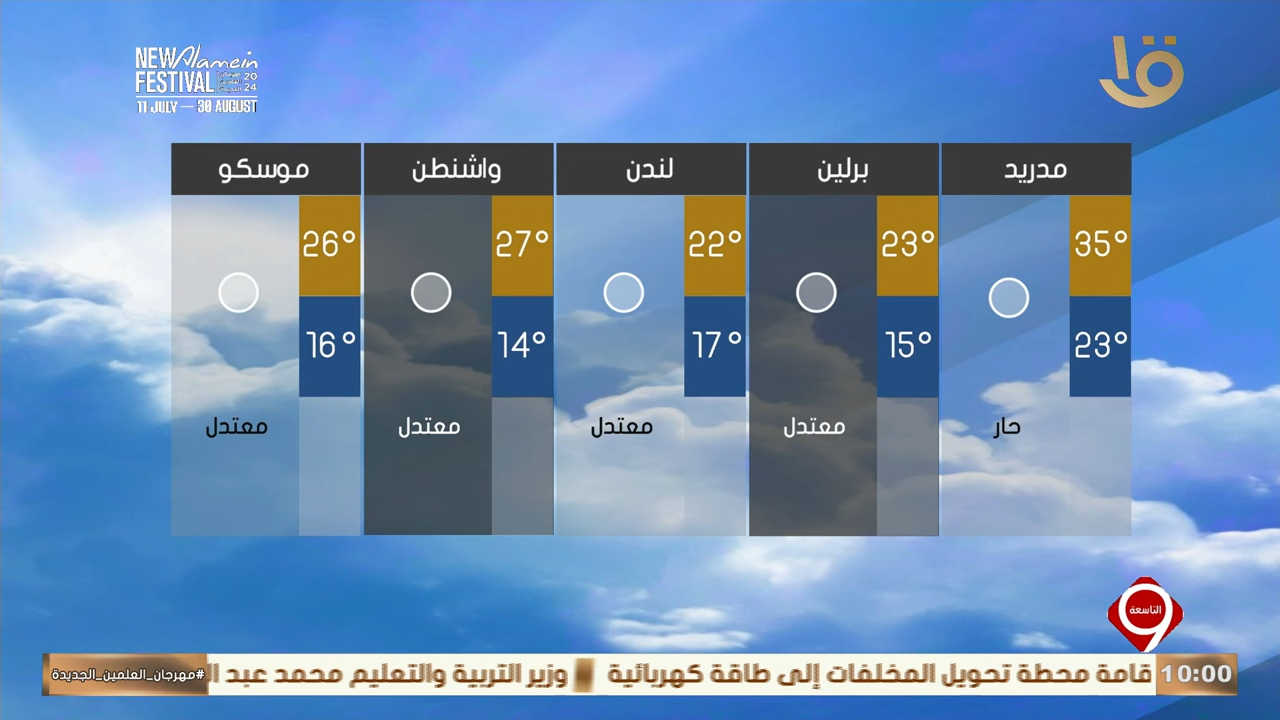 NEW Alamein
FESTIVAL 20 24
11 JULY — 30 AUGUST
مدريد
35°
23°
حار
برلين
23°
15°
معتدل
لندن
22°
17°
معتدل
واشنطن
27°
14°
معتدل
موسكو
26°
16°
معتدل
التاسعة
9
10:00
قامة محطة تحويل المخلفات إلى طاقة كهربائية
وزير التربية والتعليم محمد عبد ا
#مهرجان_العلمين_الجديدة